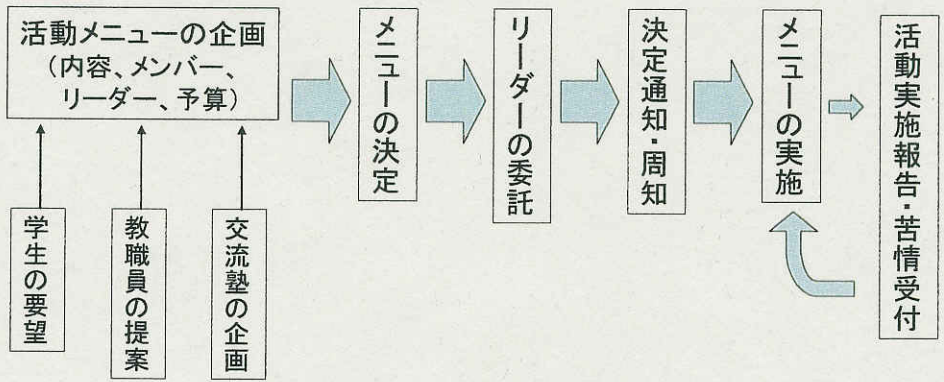 活動メニューの企画
（内容、メンバー、
リーダー、予算）
学生の要望
教職員の提案
交流塾の企画
メニューの決定
リーダーの委託
決定通知・周知
メニューの実施
活動実施報告・苦情受付